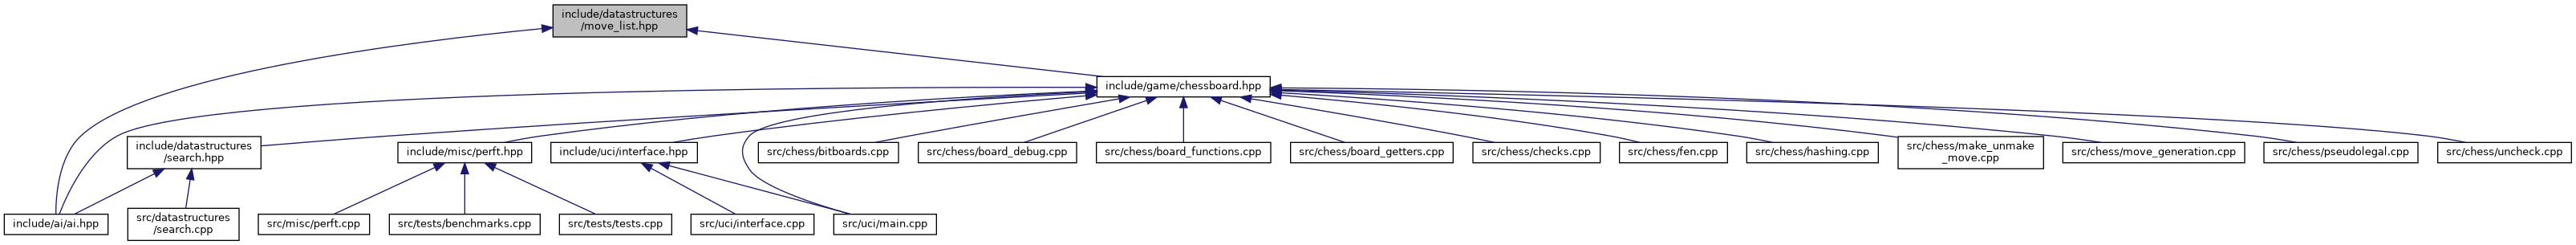 include/datastructures
/move_list.hpp
include/game/chessboard.hpp
include/datastructures
/search.hpp
include/misc/perft.hpp
include/uci/interface.hpp
src/chess/bitboards.cpp
src/chess/board_debug.cpp
src/chess/board_functions.cpp
src/chess/board_getters.cpp
src/chess/checks.cpp
src/chess/fen.cpp
src/chess/hashing.cpp
src/chess/make_unmake
_move.cpp
src/chess/move_generation.cpp
src/chess/pseudolegal.cpp
src/chess/uncheck.cpp
include/ai/ai.hpp
src/datastructures
/search.cpp
src/misc/perft.cpp
src/tests/benchmarks.cpp
src/tests/tests.cpp
src/uci/interface.cpp
src/uci/main.cpp